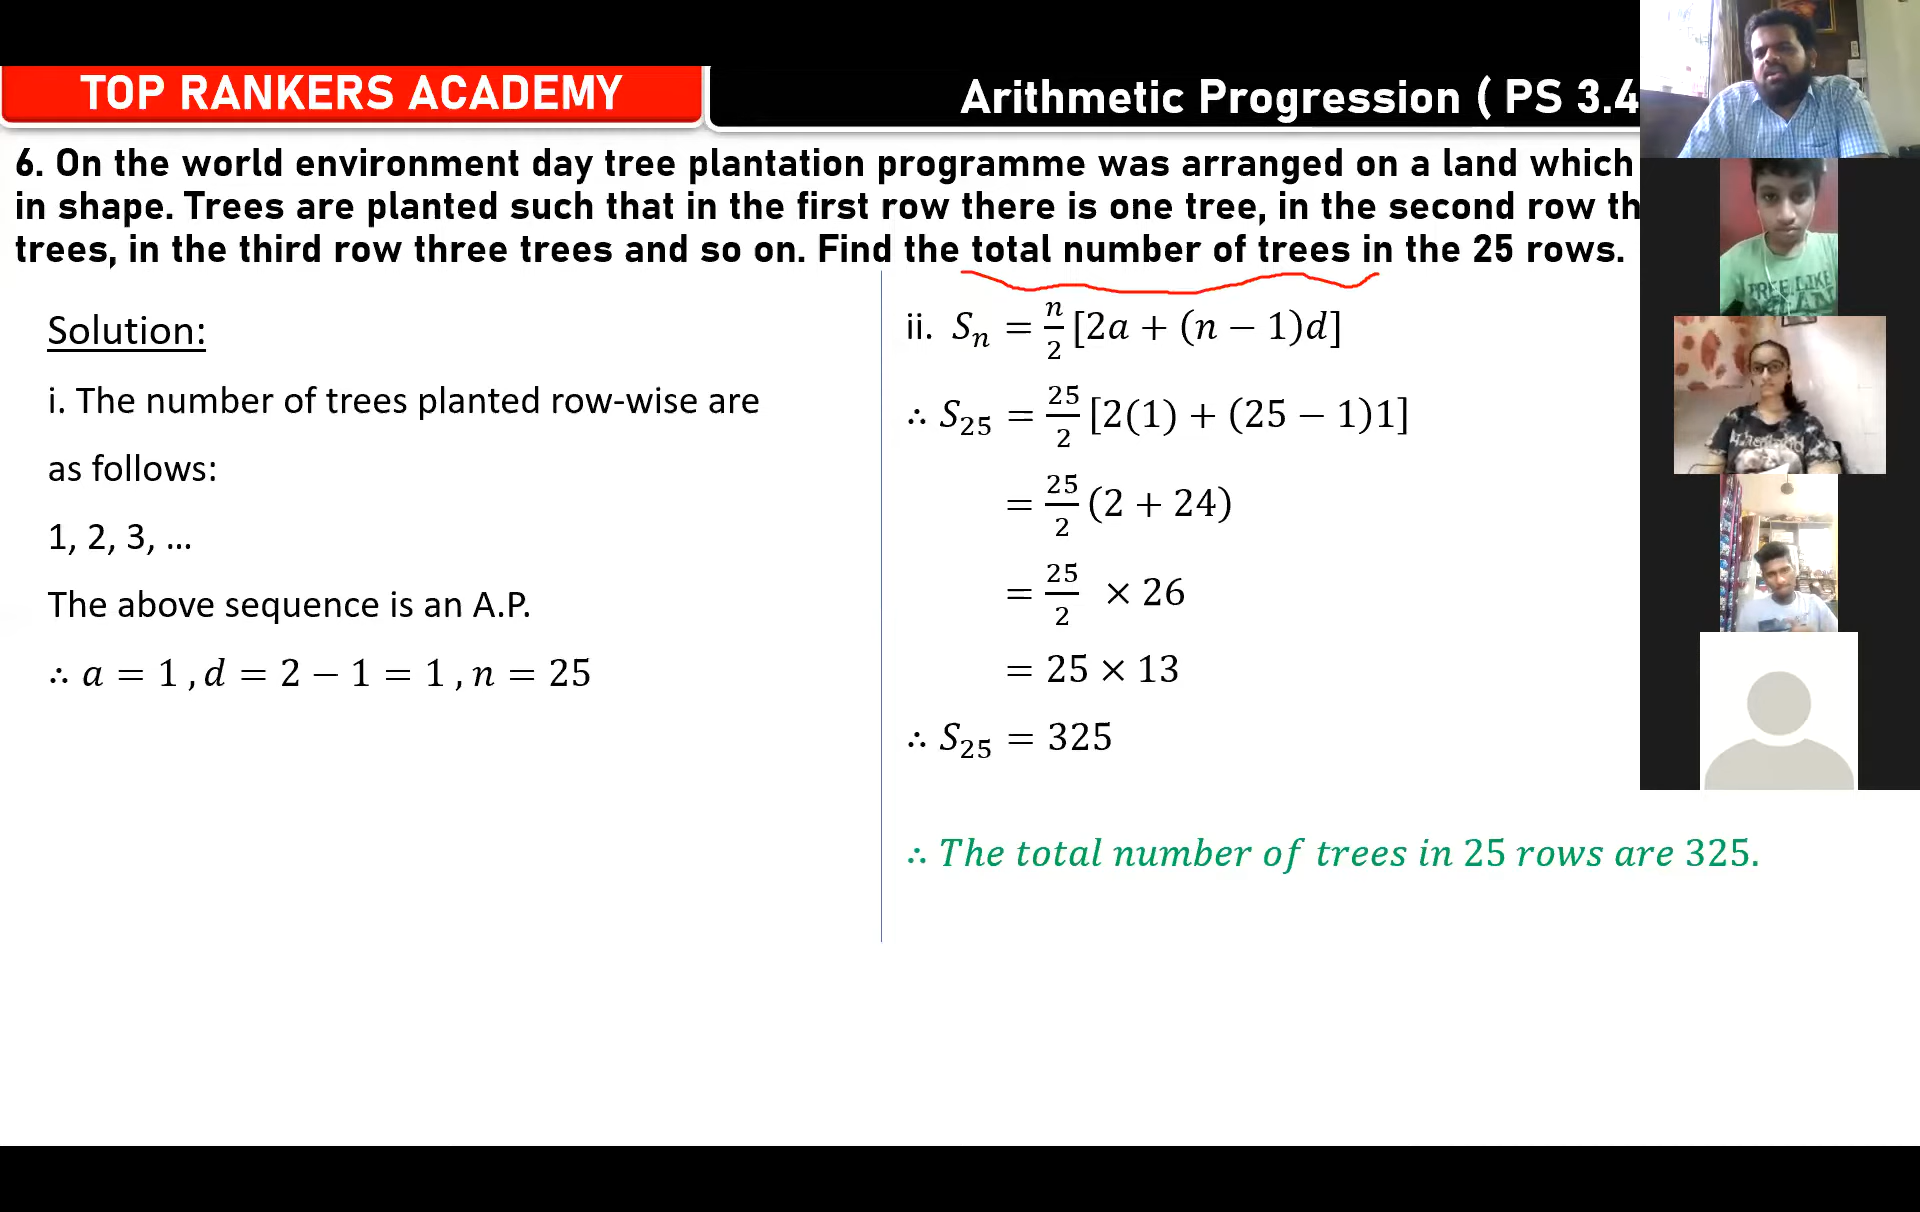 TOP RANKERS ACADEMY
Arithmetic Progression ( PS 3.4
6. On the world environment day tree plantation programme was arranged on a land which
in shape. Trees are planted such that in the first row there is one tree, in the second row th
trees, in the third row three trees and so on. Find the total number of trees in the 25 rows.
Solution:
i. The number of trees planted row-wise are
as follows:
1, 2, 3, …
The above sequence is an A.P.
∴ a = 1 , d = 2 − 1 = 1 , n = 25
ii. Sₙ = n/2 [2a + (n − 1)d]
∴ S₂₅ = 25/2 [2(1) + (25 − 1)1]
= 25/2 (2 + 24)
= 25/2 × 26
= 25 × 13
∴ S₂₅ = 325
∴ The total number of trees in 25 rows are 325.